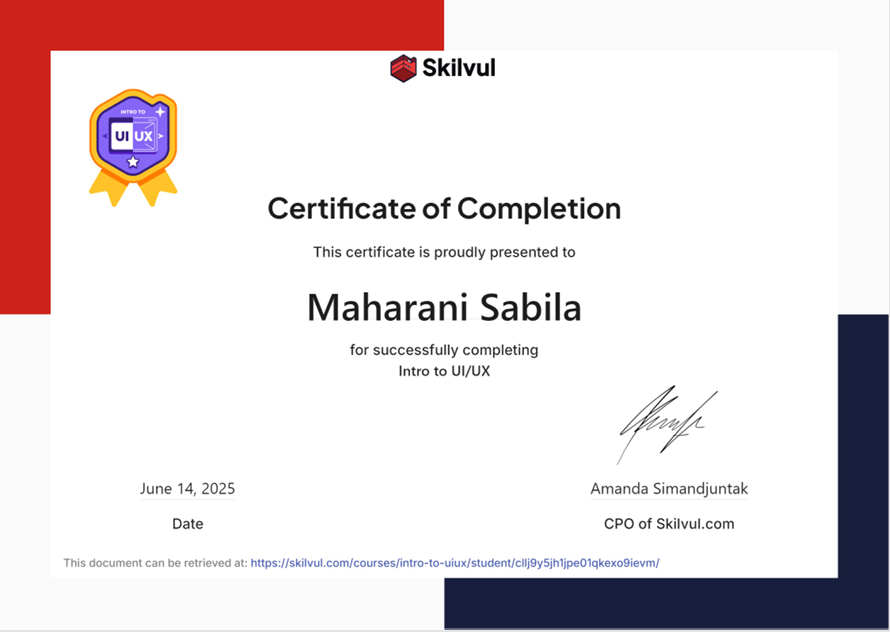 Skilvul
INTRO TO
UI UX
Certificate of Completion
This certificate is proudly presented to
Maharani Sabila
for successfully completing
Intro to UI/UX
June 14, 2025
Amanda Simandjuntak
Date
CPO of Skilvul.com
This document can be retrieved at: https://skilvul.com/courses/intro-to-uiux/student/cllj9y5jh1jpe01qkexo9ievm/